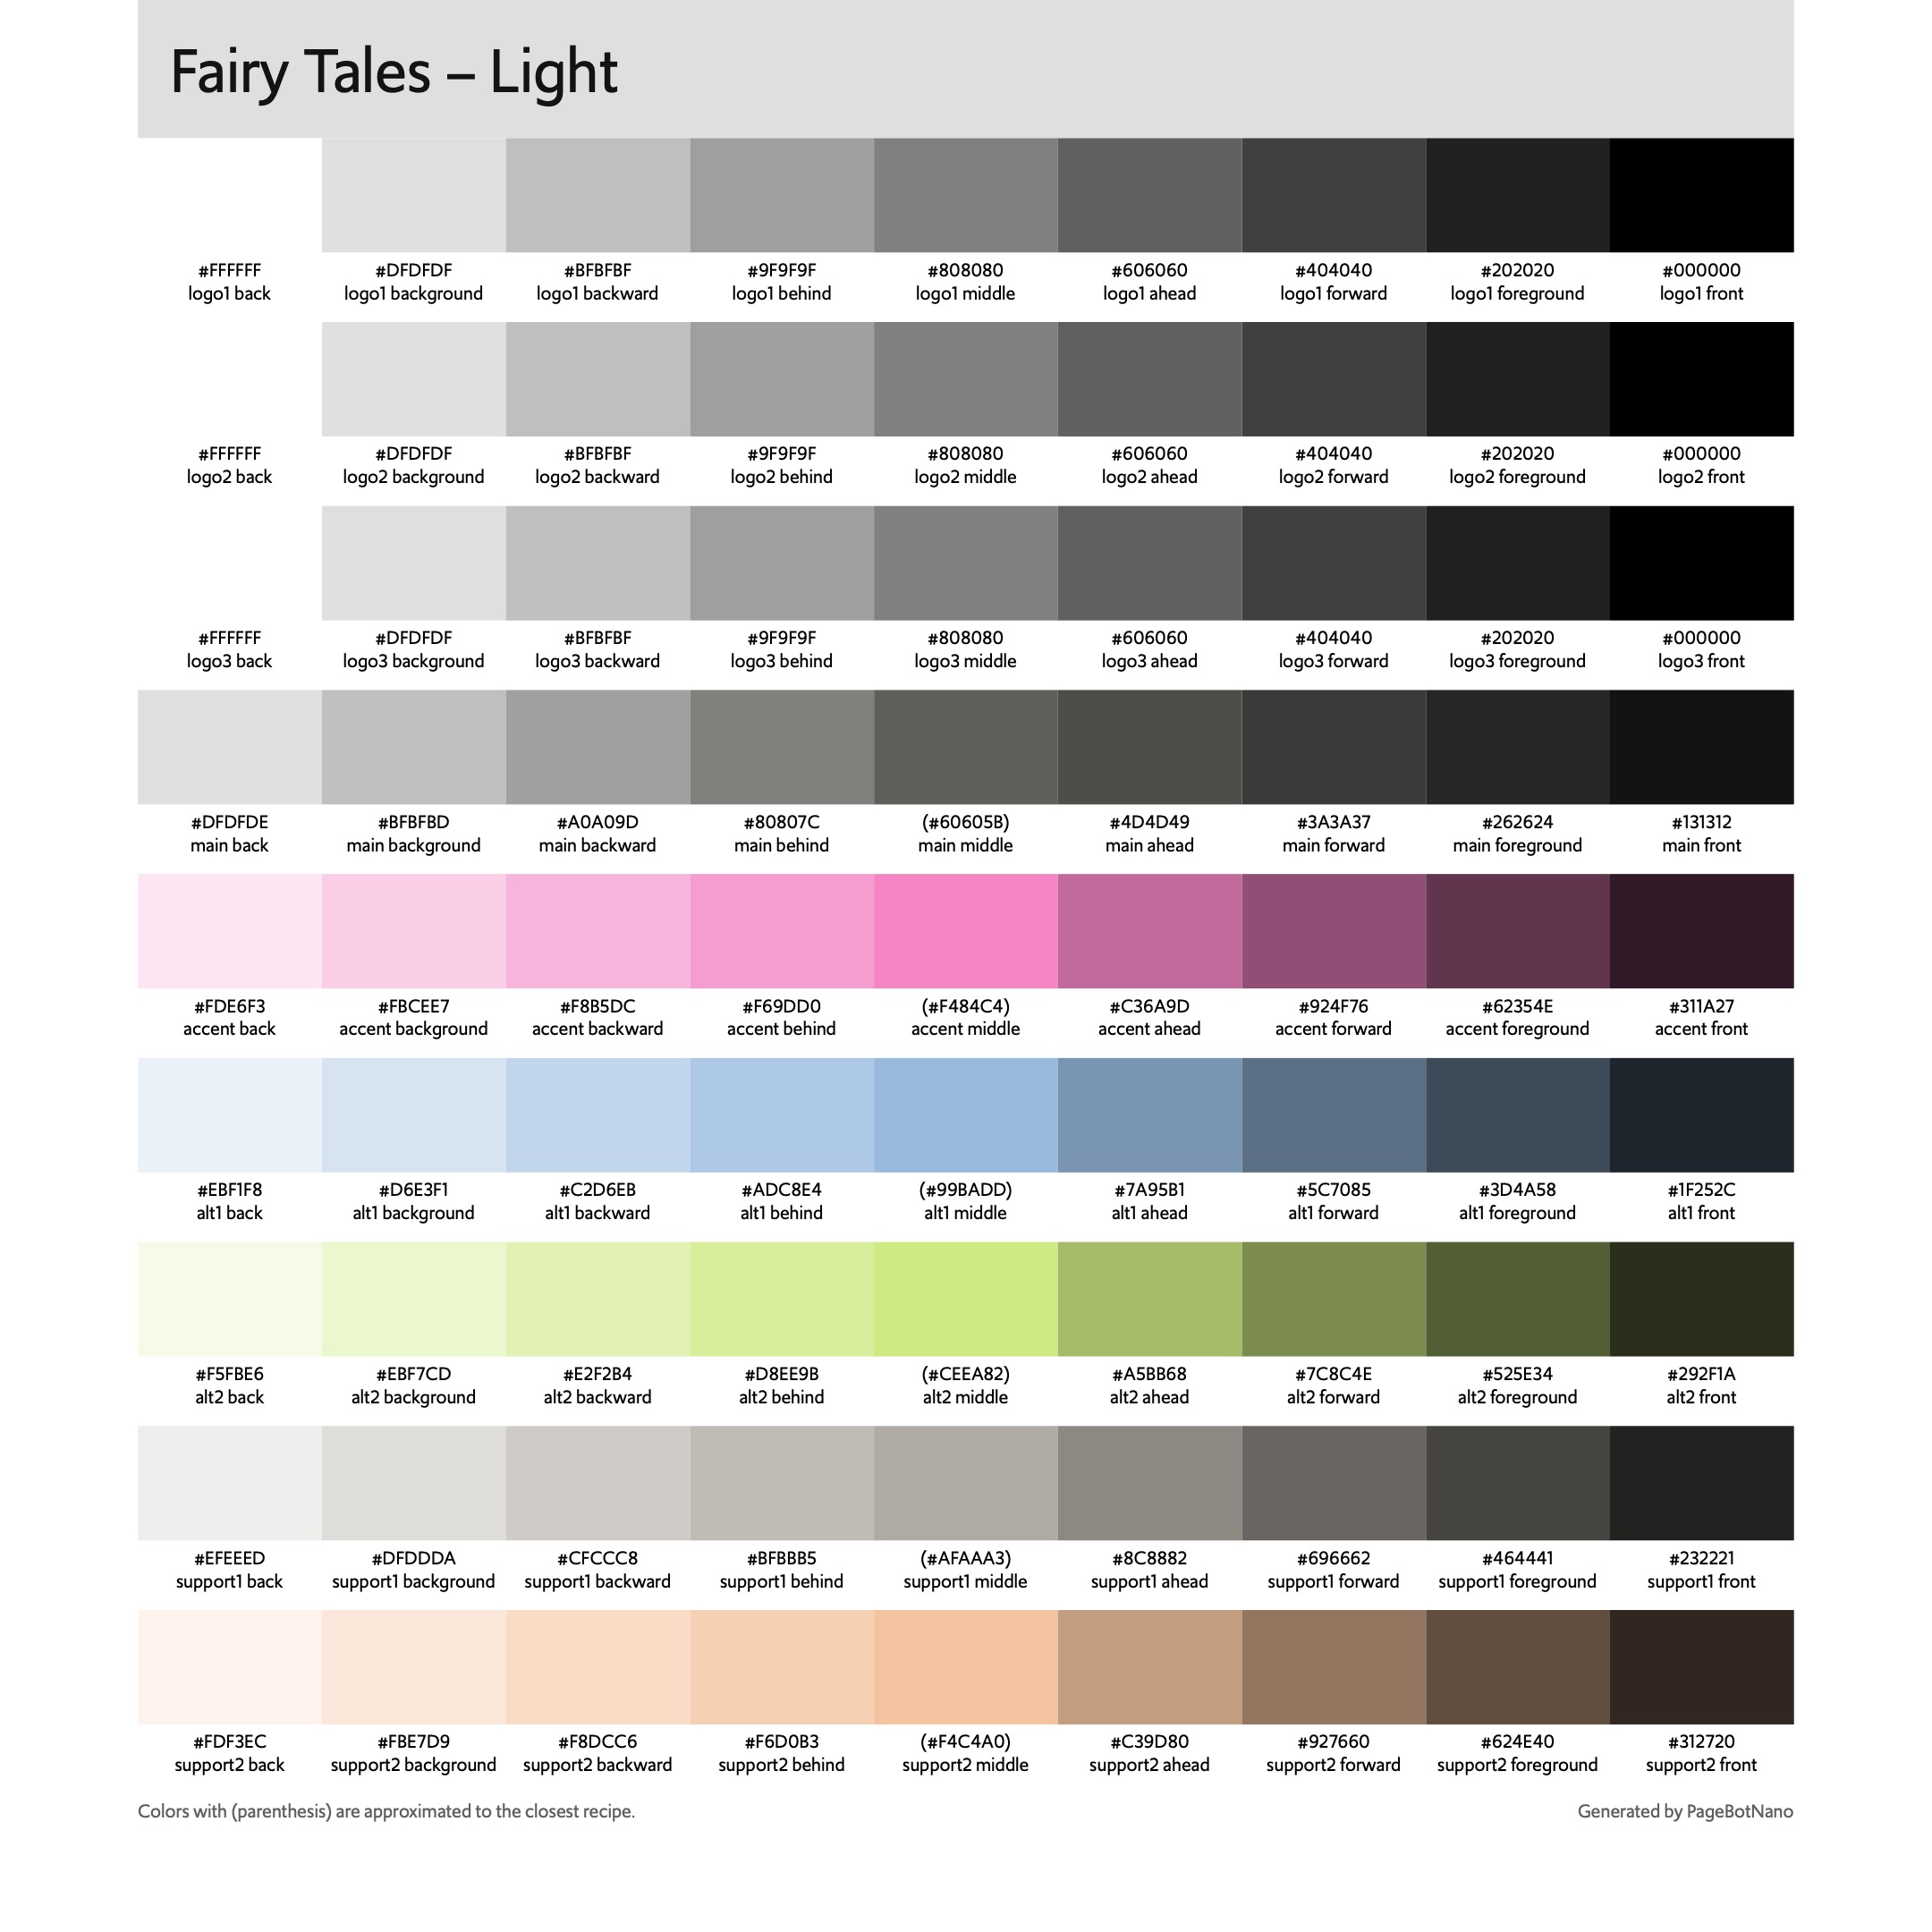 Fairy Tales – Light
#FFFFFF #DFDFDF #BFBFBF #9F9F9F #808080 #606060 #404040 #202020 #000000
logo1 back logo1 background logo1 backward logo1 behind logo1 middle logo1 ahead logo1 forward logo1 foreground logo1 front
#FFFFFF #DFDFDF #BFBFBF #9F9F9F #808080 #606060 #404040 #202020 #000000
logo2 back logo2 background logo2 backward logo2 behind logo2 middle logo2 ahead logo2 forward logo2 foreground logo2 front
#FFFFFF #DFDFDF #BFBFBF #9F9F9F #808080 #606060 #404040 #202020 #000000
logo3 back logo3 background logo3 backward logo3 behind logo3 middle logo3 ahead logo3 forward logo3 foreground logo3 front
#DFDFDE #BFBFBD #A0A09D #80807C (#60605B) #4D4D49 #3A3A37 #262624 #131312
main back main background main backward main behind main middle main ahead main forward main foreground main front
#FDE6F3 #FBCEE7 #F8B5DC #F69DD0 (#F484C4) #C36A9D #924F76 #62354E #311A27
accent back accent background accent backward accent behind accent middle accent ahead accent forward accent foreground accent front
#EBF1F8 #D6E3F1 #C2D6EB #ADC8E4 (#99BADD) #7A95B1 #5C7085 #3D4A58 #1F252C
alt1 back alt1 background alt1 backward alt1 behind alt1 middle alt1 ahead alt1 forward alt1 foreground alt1 front
#F5FBE6 #EBF7CD #E2F2B4 #D8EE9B (#CEEA82) #A5BB68 #7C8C4E #525E34 #292F1A
alt2 back alt2 background alt2 backward alt2 behind alt2 middle alt2 ahead alt2 forward alt2 foreground alt2 front
#EFEEED #DFDDDA #CFCCC8 #BFBBB5 (#AFAAA3) #8C8882 #696662 #464441 #232221
support1 back support1 background support1 backward support1 behind support1 middle support1 ahead support1 forward support1 foreground support1 front
#FDF3EC #FBE7D9 #F8DCC6 #F6D0B3 (#F4C4A0) #C39D80 #927660 #624E40 #312720
support2 back support2 background support2 backward support2 behind support2 middle support2 ahead support2 forward support2 foreground support2 front
Colors with (parenthesis) are approximated to the closest recipe. Generated by PageBotNano